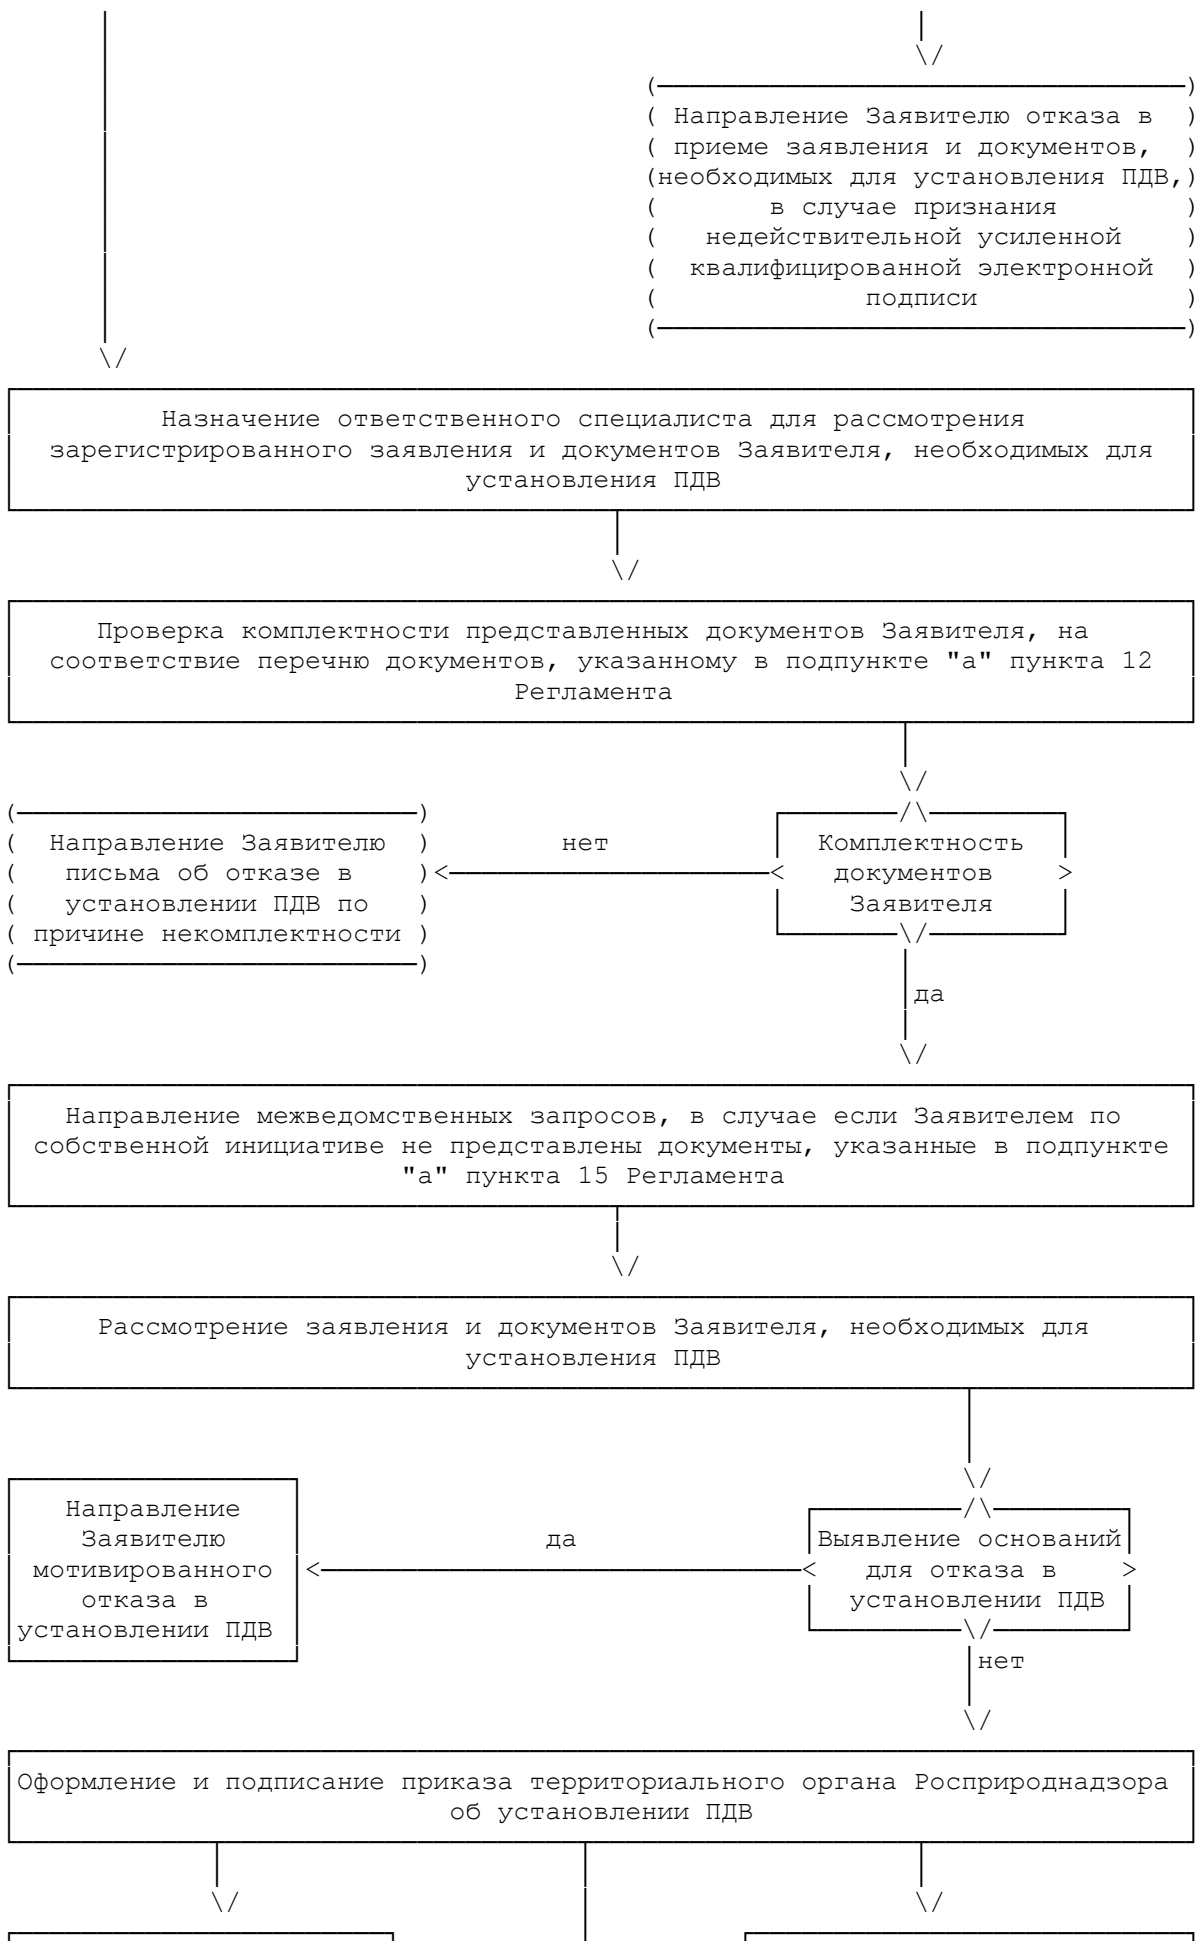 Направление Заявителю отказа в
приеме заявления и документов,
необходимых для установления ПДВ,
в случае признания
недействительной усиленной
квалифицированной электронной
подписи
Назначение ответственного специалиста для рассмотрения
зарегистрированного заявления и документов Заявителя, необходимых для
установления ПДВ
Проверка комплектности представленных документов Заявителя, на
соответствие перечню документов, указанному в подпункте "а" пункта 12
Регламента
Направление Заявителю
письма об отказе в
установлении ПДВ по
причине некомплектности
нет
Комплектность
документов
Заявителя
да
Направление межведомственных запросов, в случае если Заявителем по
собственной инициативе не представлены документы, указанные в подпункте
"а" пункта 15 Регламента
Рассмотрение заявления и документов Заявителя, необходимых для
установления ПДВ
Направление
Заявителю
мотивированного
отказа в
установлении ПДВ
да
Выявление оснований
для отказа в
установлении ПДВ
нет
Оформление и подписание приказа территориального органа Росприроднадзора
об установлении ПДВ